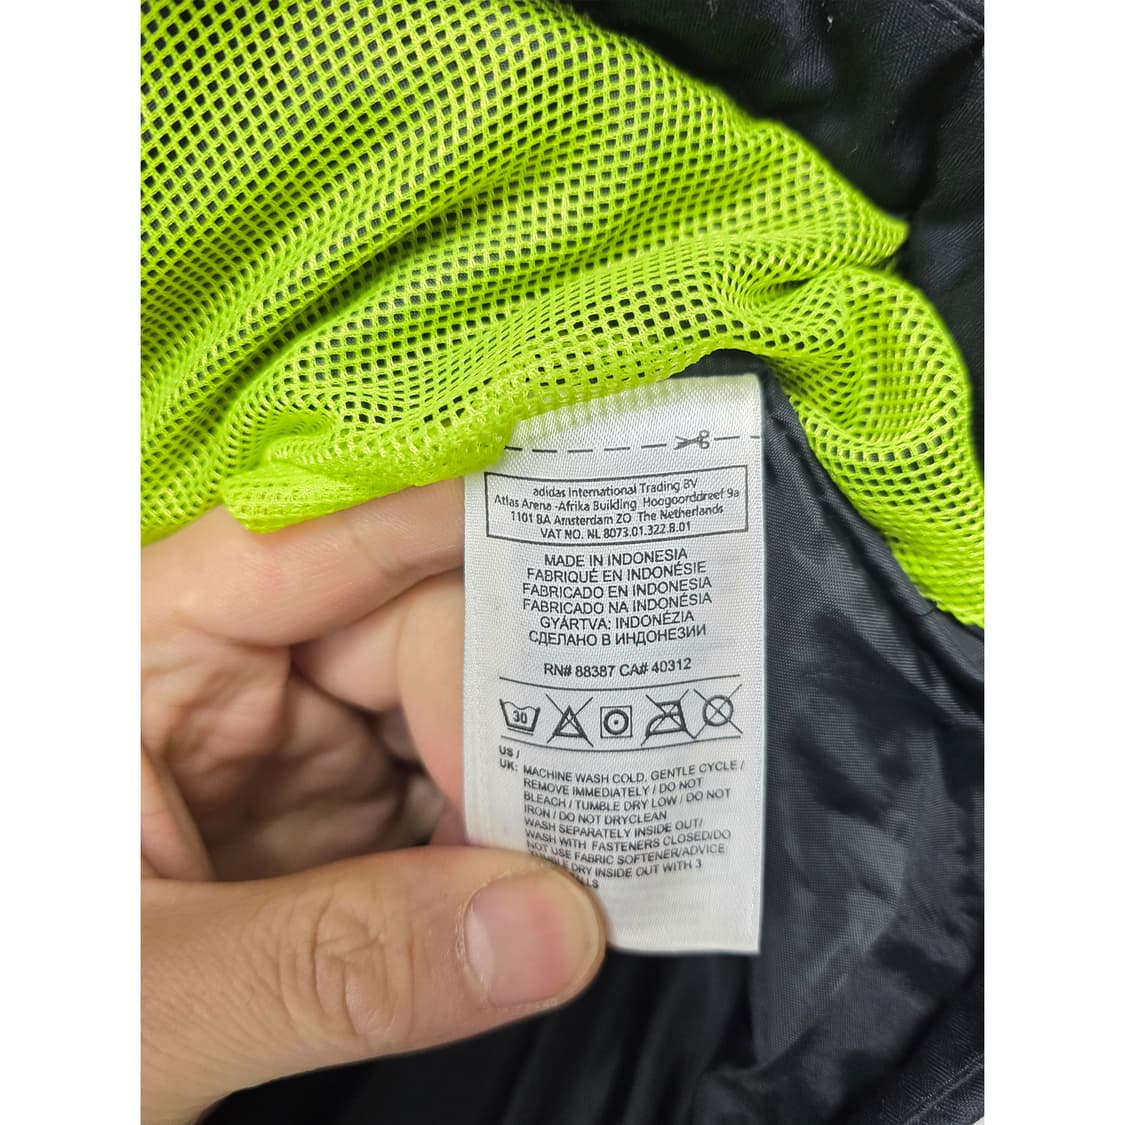 adidas International Trading BV
Atlas Arena -Afrika Building Hoogoorddreef 9a
1101 BA Amsterdam ZO The Netherlands
VAT NO. NL 8073.01.322.B.01
MADE IN INDONESIA
FABRIQUÉ EN INDONÉSIE
FABRICADO EN INDONESIA
FABRICADO NA INDONÉSIA
GYÁRTVA: INDONÉZIA
СДЕЛАНО В ИНДОНЕЗИИ
RN# 88387 CA# 40312
30
US /
UK: MACHINE WASH COLD, GENTLE CYCLE /
REMOVE IMMEDIATELY / DO NOT
BLEACH / TUMBLE DRY LOW / DO NOT
IRON / DO NOT DRYCLEAN
WASH SEPARATELY INSIDE OUT/
WASH WITH FASTENERS CLOSED/DO
NOT USE FABRIC SOFTENER/ADVICE
DRY INSIDE OUT WITH 3